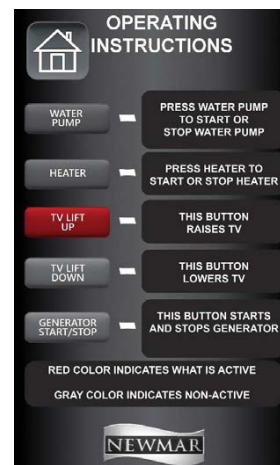 OPERATING
INSTRUCTIONS
WATER
PUMP
PRESS WATER PUMP
TO START OR
STOP WATER PUMP
HEATER
PRESS HEATER TO
START OR STOP HEATER
TV LIFT
UP
THIS BUTTON
RAISES TV
TV LIFT
DOWN
THIS BUTTON
LOWERS TV
GENERATOR
START/STOP
THIS BUTTON STARTS
AND STOPS GENERATOR
RED COLOR INDICATES WHAT IS ACTIVE
GRAY COLOR INDICATES NON-ACTIVE
NEWMAR